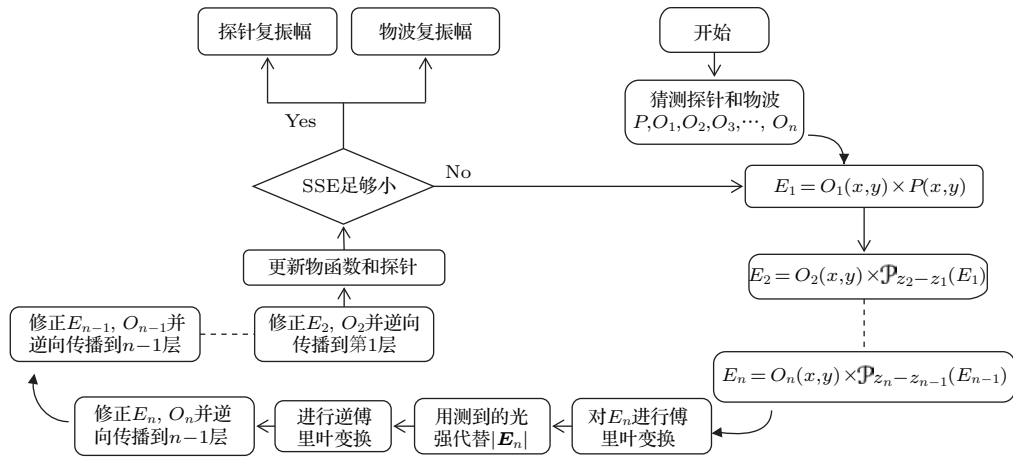 开始
猜测探针和物波
P,O₁,O₂,O₃,⋯, Oₙ
E₁=O₁(x,y)×P(x,y)
E₂=O₂(x,y)×ℙ_{z₂−z₁}(E₁)
Eₙ=Oₙ(x,y)×ℙ_{zₙ−zₙ₋₁}(Eₙ₋₁)
对Eₙ进行傅
里叶变换
用测到的光
强代替|Eₙ|
进行逆傅
里叶变换
修正Eₙ, Oₙ并逆
向传播到n−1层
修正Eₙ₋₁, Oₙ₋₁并
逆向传播到n−1层
修正E₂, O₂并逆向
传播到第1层
更新物函数和探针
SSE足够小
No
Yes
探针复振幅
物波复振幅